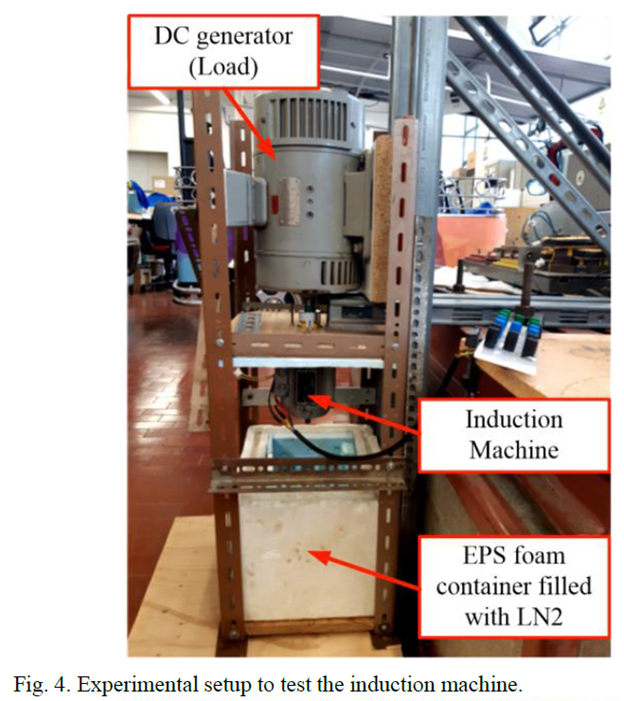 DC generator
(Load)
Induction
Machine
EPS foam
container filled
with LN2
Fig. 4. Experimental setup to test the induction machine.